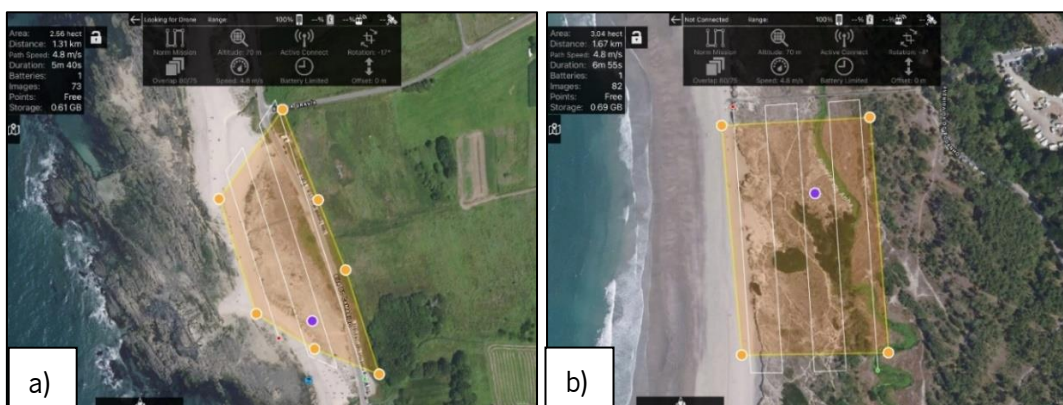 Looking for Drone Range: 100% --% --% --
Area: 2.56 hect
Distance: 1.31 km
Path Speed: 4.8 m/s
Duration: 5m 40s
Batteries: 1
Images: 73
Points: Free
Storage: 0.61 GB
Norm Mission Altitude: 70 m Active Connect Rotation: -17°
Overlap 80/75 Speed: 4.8 m/s Battery Limited Offset: 0 m
a)
Not Connected Range: 100% --% --% --
Area: 3.04 hect
Distance: 1.67 km
Path Speed: 4.8 m/s
Duration: 6m 55s
Batteries: 1
Images: 82
Points: Free
Storage: 0.69 GB
Norm Mission Altitude: 70 m Active Connect
Overlap 80/75 Speed: 4.8 m/s Battery Limited Offset: 0 m
b)